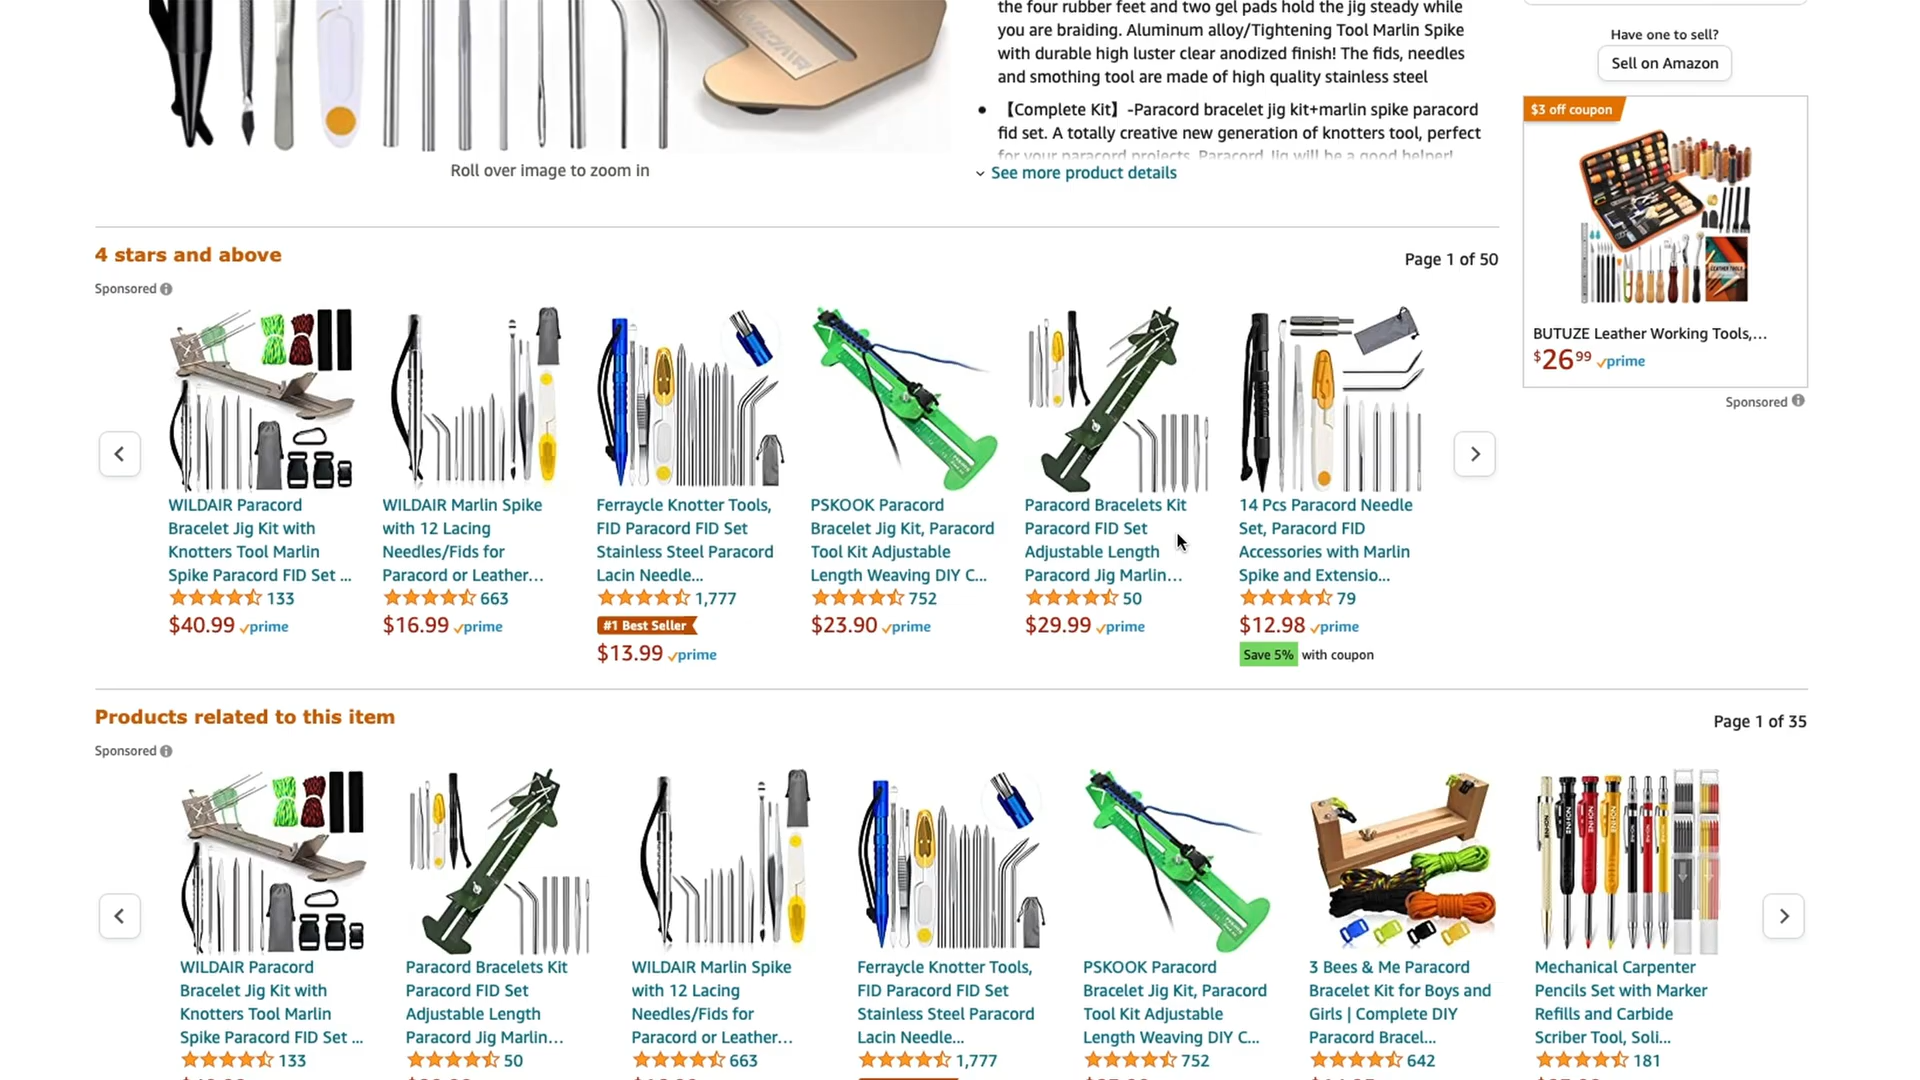 the four rubber feet and two gel pads hold the jig steady while
you are braiding. Aluminum alloy/Tightening Tool Marlin Spike
with durable high luster clear anodized finish! The fids, needles
and smothing tool are made of high quality stainless steel
【Complete Kit】-Paracord bracelet jig kit+marlin spike paracord
fid set. A totally creative new generation of knotters tool, perfect
for your paracord projects. Paracord Jig will be a good helper!
See more product details
Roll over image to zoom in
Have one to sell?
Sell on Amazon
$3 off coupon
BUTUZE Leather Working Tools,...
$26 99 prime
Sponsored
4 stars and above
Page 1 of 50
Sponsored
WILDAIR Paracord
Bracelet Jig Kit with
Knotters Tool Marlin
Spike Paracord FID Set ...
133
$40.99 prime
WILDAIR Marlin Spike
with 12 Lacing
Needles/Fids for
Paracord or Leather...
663
$16.99 prime
Ferraycle Knotter Tools,
FID Paracord FID Set
Stainless Steel Paracord
Lacin Needle...
1,777
#1 Best Seller
$13.99 prime
PSKOOK Paracord
Bracelet Jig Kit, Paracord
Tool Kit Adjustable
Length Weaving DIY C...
752
$23.90 prime
Paracord Bracelets Kit
Paracord FID Set
Adjustable Length
Paracord Jig Marlin...
50
$29.99 prime
14 Pcs Paracord Needle
Set, Paracord FID
Accessories with Marlin
Spike and Extensio...
79
$12.98 prime
Save 5% with coupon
Products related to this item
Page 1 of 35
Sponsored
WILDAIR Paracord
Bracelet Jig Kit with
Knotters Tool Marlin
Spike Paracord FID Set ...
133
Paracord Bracelets Kit
Paracord FID Set
Adjustable Length
Paracord Jig Marlin...
50
WILDAIR Marlin Spike
with 12 Lacing
Needles/Fids for
Paracord or Leather...
663
Ferraycle Knotter Tools,
FID Paracord FID Set
Stainless Steel Paracord
Lacin Needle...
1,777
PSKOOK Paracord
Bracelet Jig Kit, Paracord
Tool Kit Adjustable
Length Weaving DIY C...
752
3 Bees & Me Paracord
Bracelet Kit for Boys and
Girls | Complete DIY
Paracord Bracel...
642
Mechanical Carpenter
Pencils Set with Marker
Refills and Carbide
Scriber Tool, Soli...
181